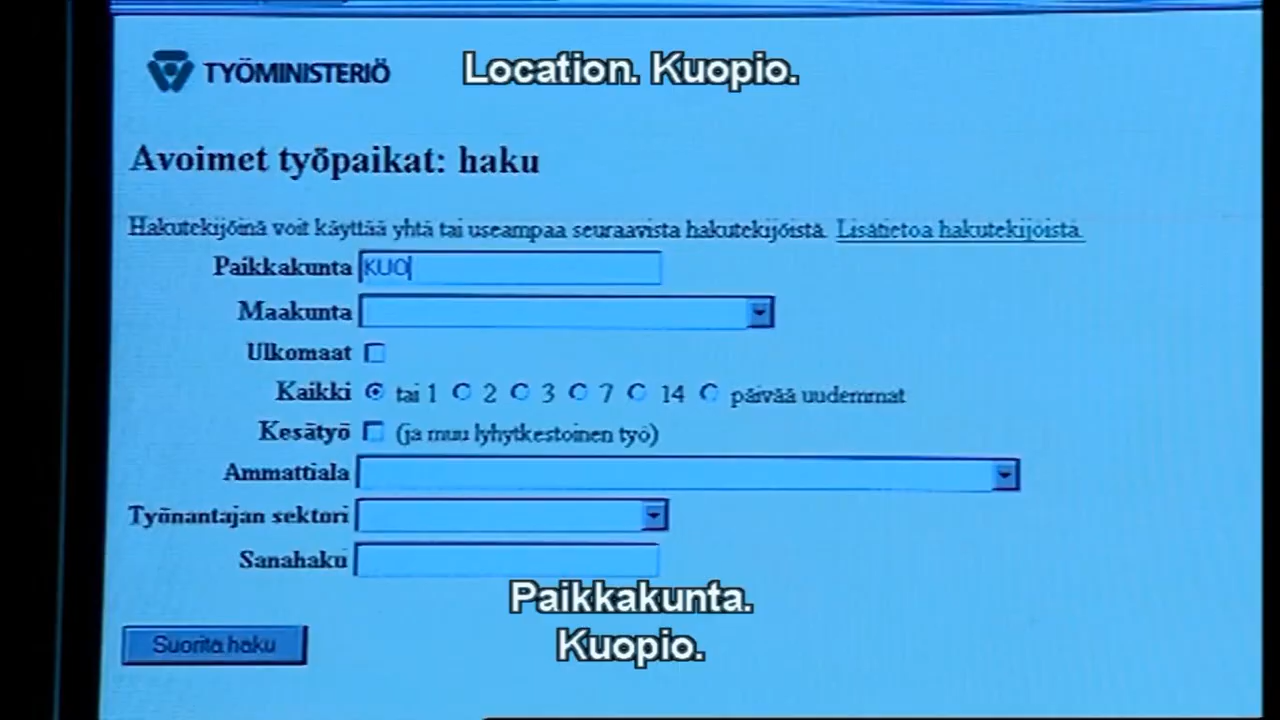 TYÖMINISTERIÖ
Location. Kuopio.
Avoimet työpaikat: haku
Hakutekijöinä voit käyttää yhtä tai useampaa seuraavista hakutekijöistä. Lisätietoa hakutekijöistä.
Paikkakunta KUO
Maakunta
Ulkomaat
Kaikki tai 1 2 3 7 14 päivää uudemmat
Kesätyö (ja muu lyhytkestoinen työ)
Ammattiala
Työnantajan sektori
Sanahaku
Paikkakunta.
Kuopio.
Suorita haku